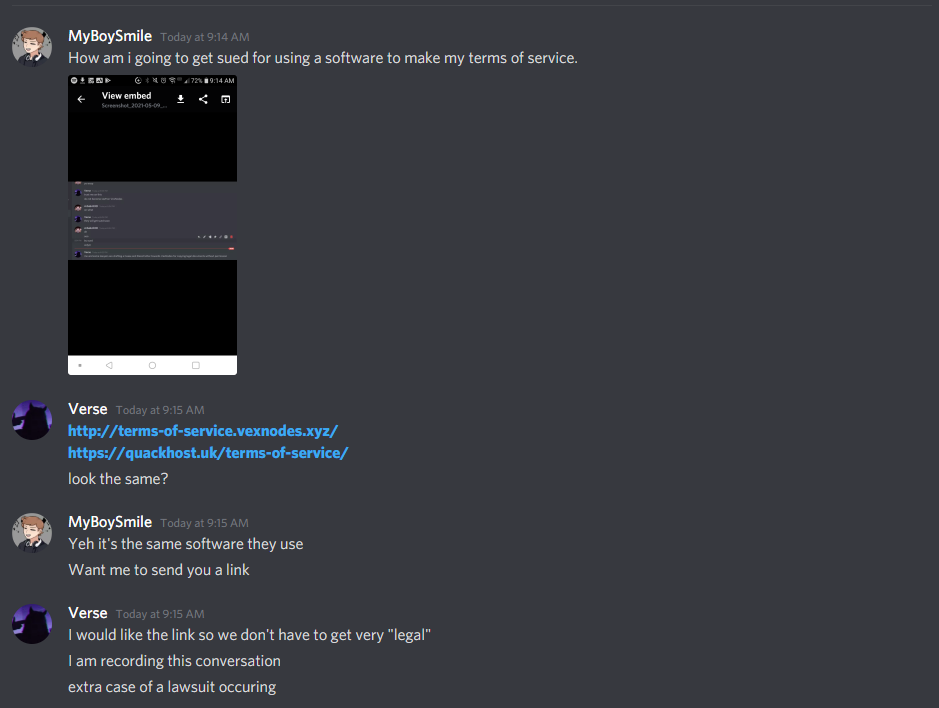 MyBoySmile Today at 9:14 AM
How am i going to get sued for using a software to make my terms of service.
72% 9:14 AM
View embed
Screenshot_2021-05-09_...
Verse Today at 9:15 AM
http://terms-of-service.vexnodes.xyz/
https://quackhost.uk/terms-of-service/
look the same?
MyBoySmile Today at 9:15 AM
Yeh it's the same software they use
Want me to send you a link
Verse Today at 9:15 AM
I would like the link so we don't have to get very "legal"
I am recording this conversation
extra case of a lawsuit occuring